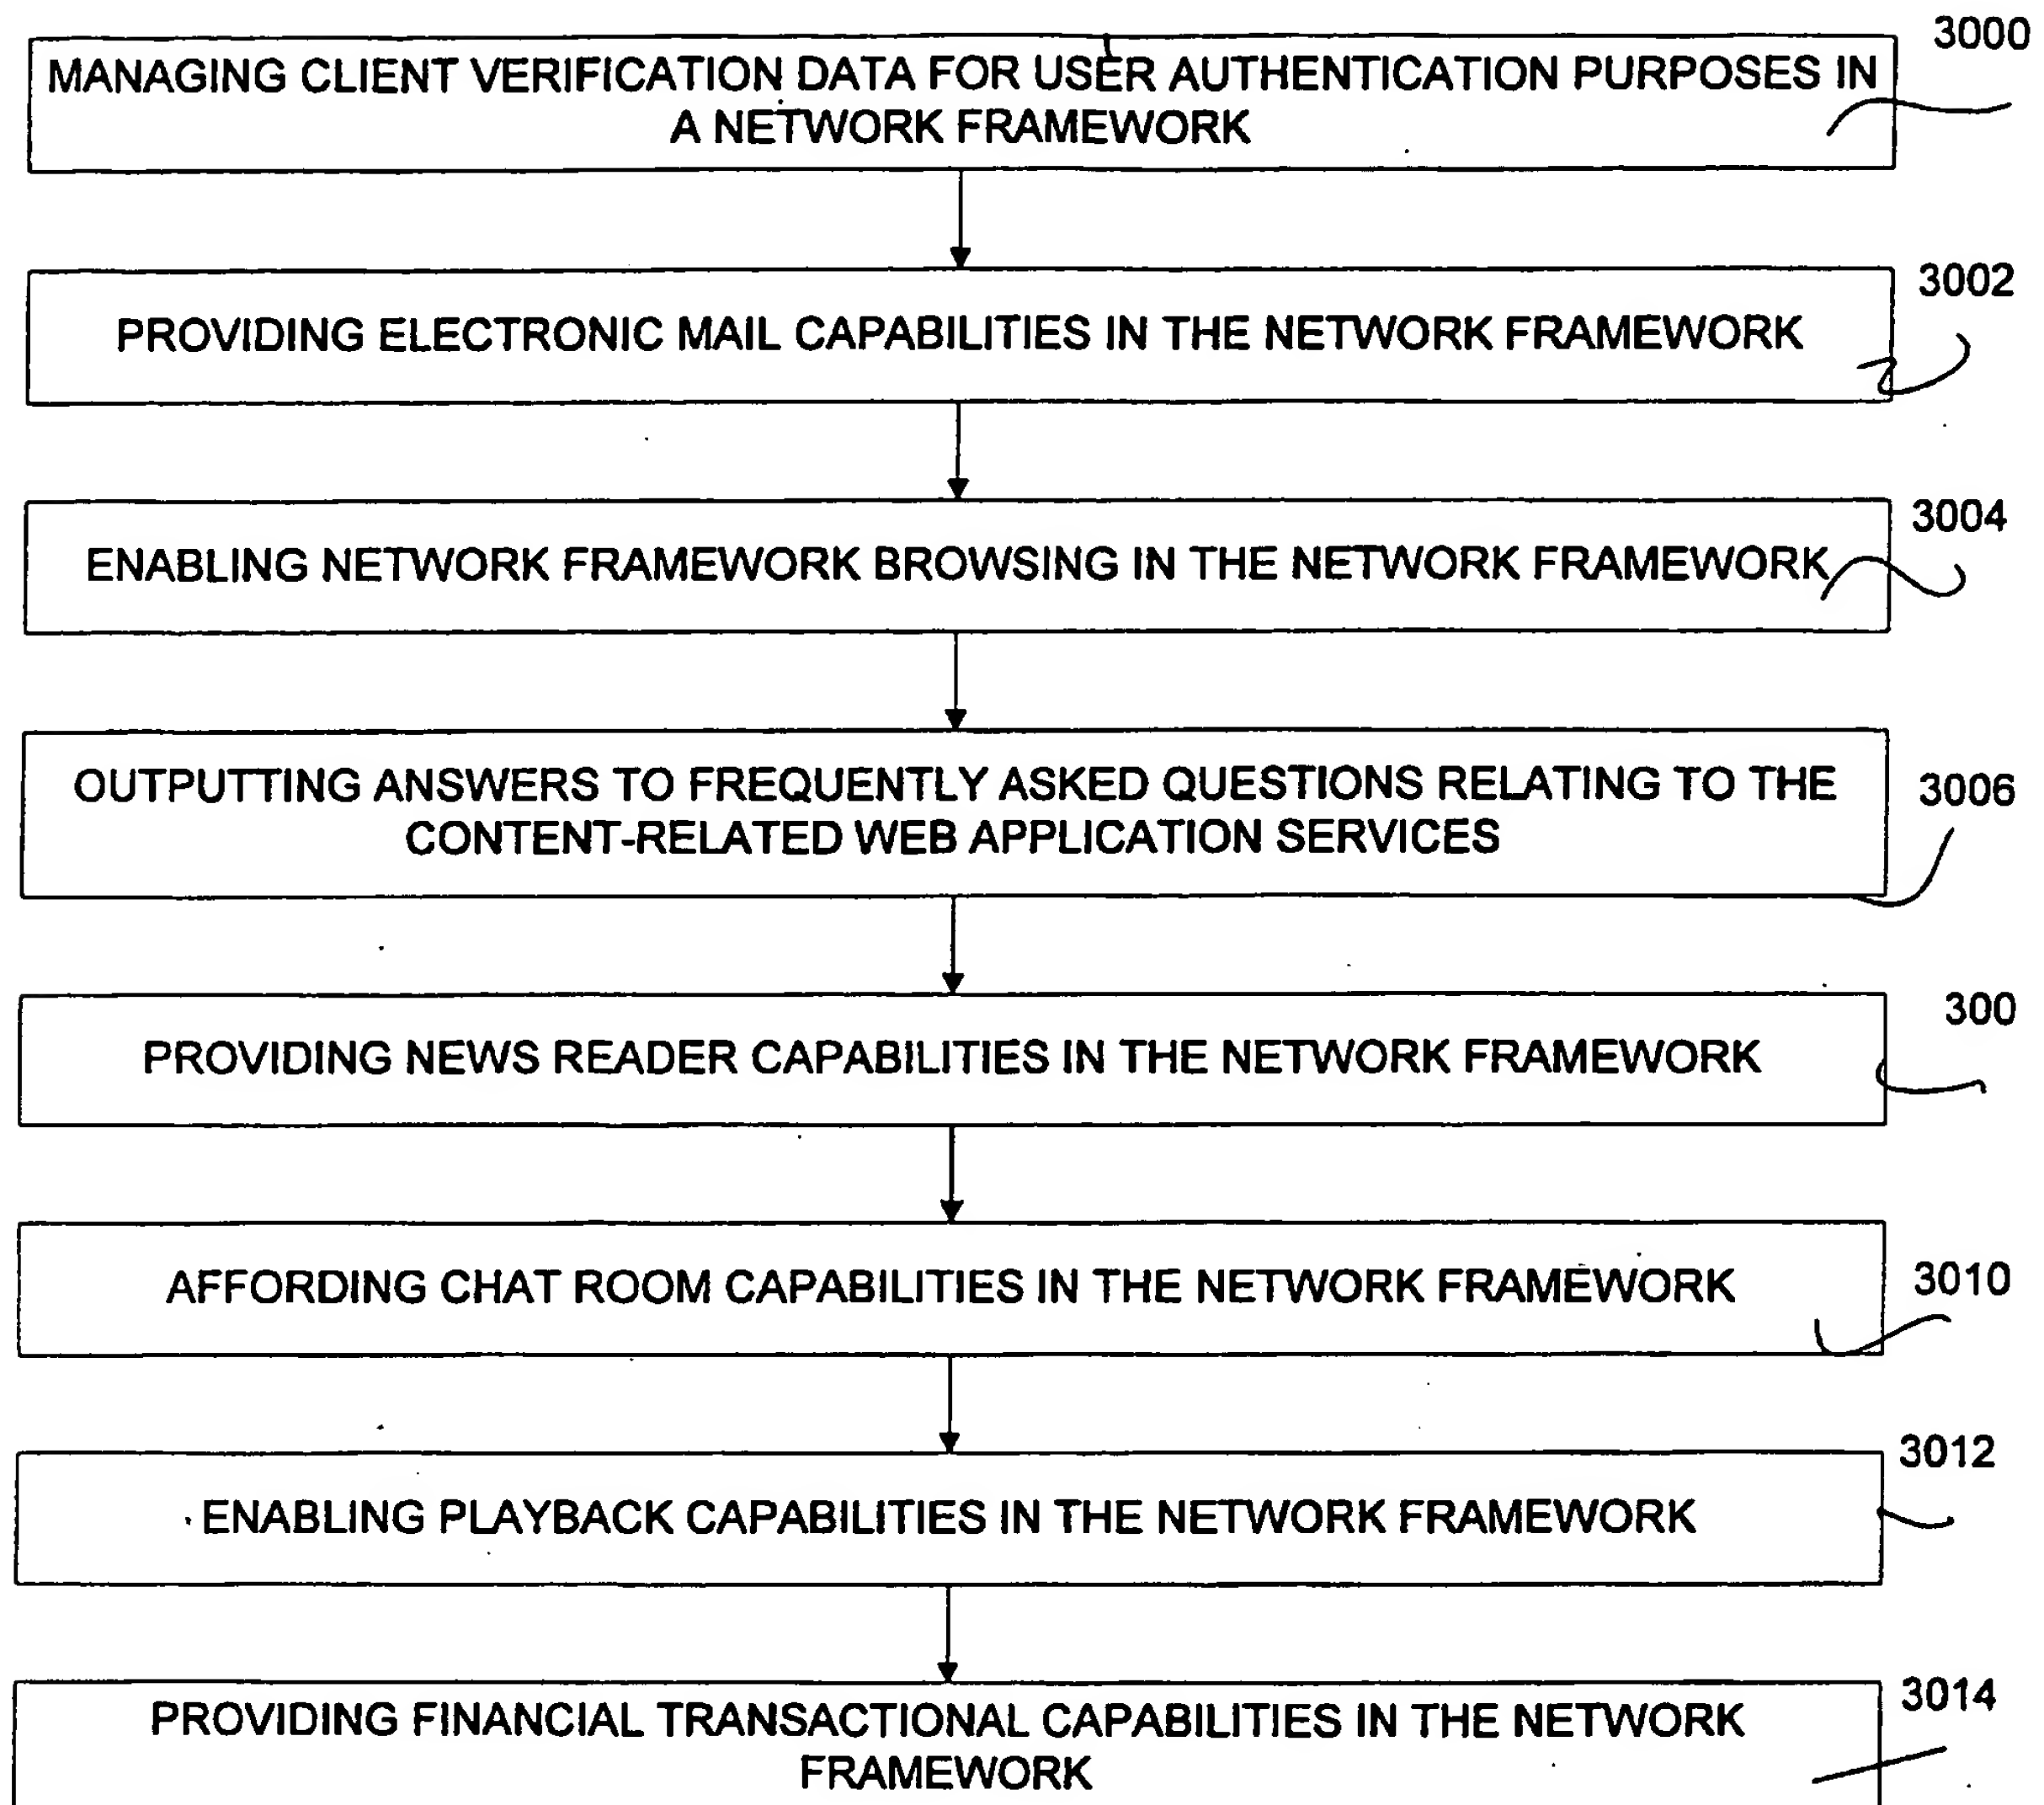 3000
MANAGING CLIENT VERIFICATION DATA FOR USER AUTHENTICATION PURPOSES IN
A NETWORK FRAMEWORK
3002
PROVIDING ELECTRONIC MAIL CAPABILITIES IN THE NETWORK FRAMEWORK
3004
ENABLING NETWORK FRAMEWORK BROWSING IN THE NETWORK FRAMEWORK
OUTPUTTING ANSWERS TO FREQUENTLY ASKED QUESTIONS RELATING TO THE
3006
CONTENT-RELATED WEB APPLICATION SERVICES
300
PROVIDING NEWS READER CAPABILITIES IN THE NETWORK FRAMEWORK
AFFORDING CHAT ROOM CAPABILITIES IN THE NETWORK FRAMEWORK
3010
3012
ENABLING PLAYBACK CAPABILITIES IN THE NETWORK FRAMEWORK
3014
PROVIDING FINANCIAL TRANSACTIONAL CAPABILITIES IN THE NETWORK
FRAMEWORK